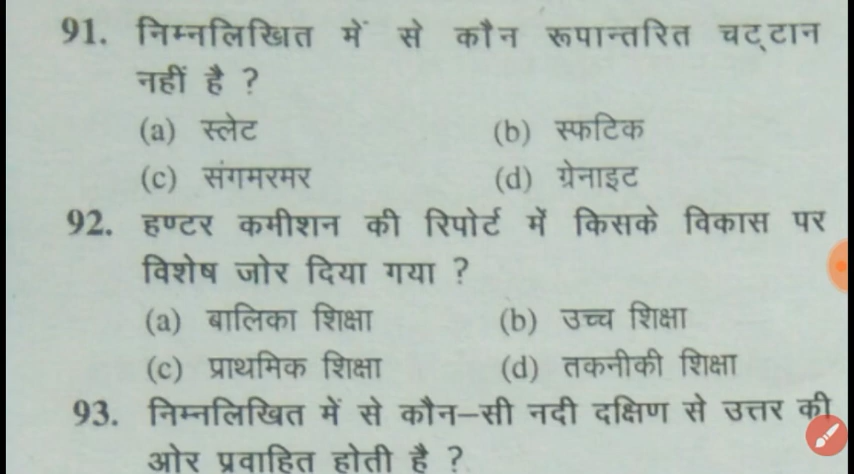 91. निम्नलिखित में से कौन रूपान्तरित चट्टान
नहीं है ?
(a) स्लेट (b) स्फटिक
(c) संगमरमर (d) ग्रेनाइट
92. हण्टर कमीशन की रिपोर्ट में किसके विकास पर
विशेष जोर दिया गया ?
(a) बालिका शिक्षा (b) उच्च शिक्षा
(c) प्राथमिक शिक्षा (d) तकनीकी शिक्षा
93. निम्नलिखित में से कौन-सी नदी दक्षिण से उत्तर की
ओर प्रवाहित होती है ?